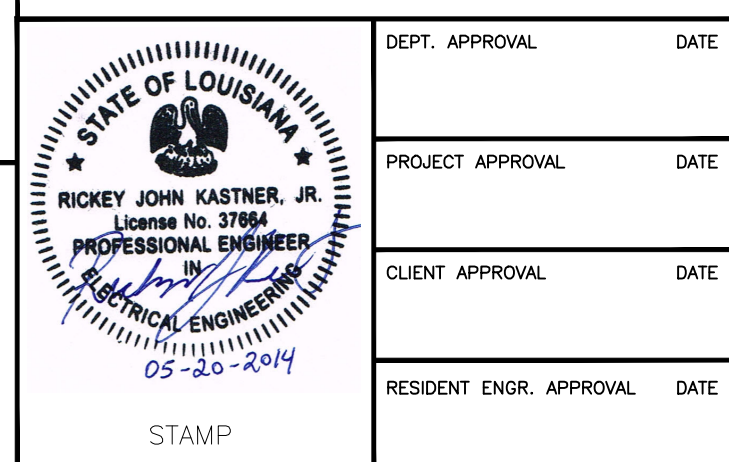 STATE OF LOUISIANA
RICKEY JOHN KASTNER, JR.
License No. 37664
PROFESSIONAL ENGINEER
IN
ELECTRICAL ENGINEERING
05-20-2014
STAMP
DEPT. APPROVAL DATE
PROJECT APPROVAL DATE
CLIENT APPROVAL DATE
RESIDENT ENGR. APPROVAL DATE